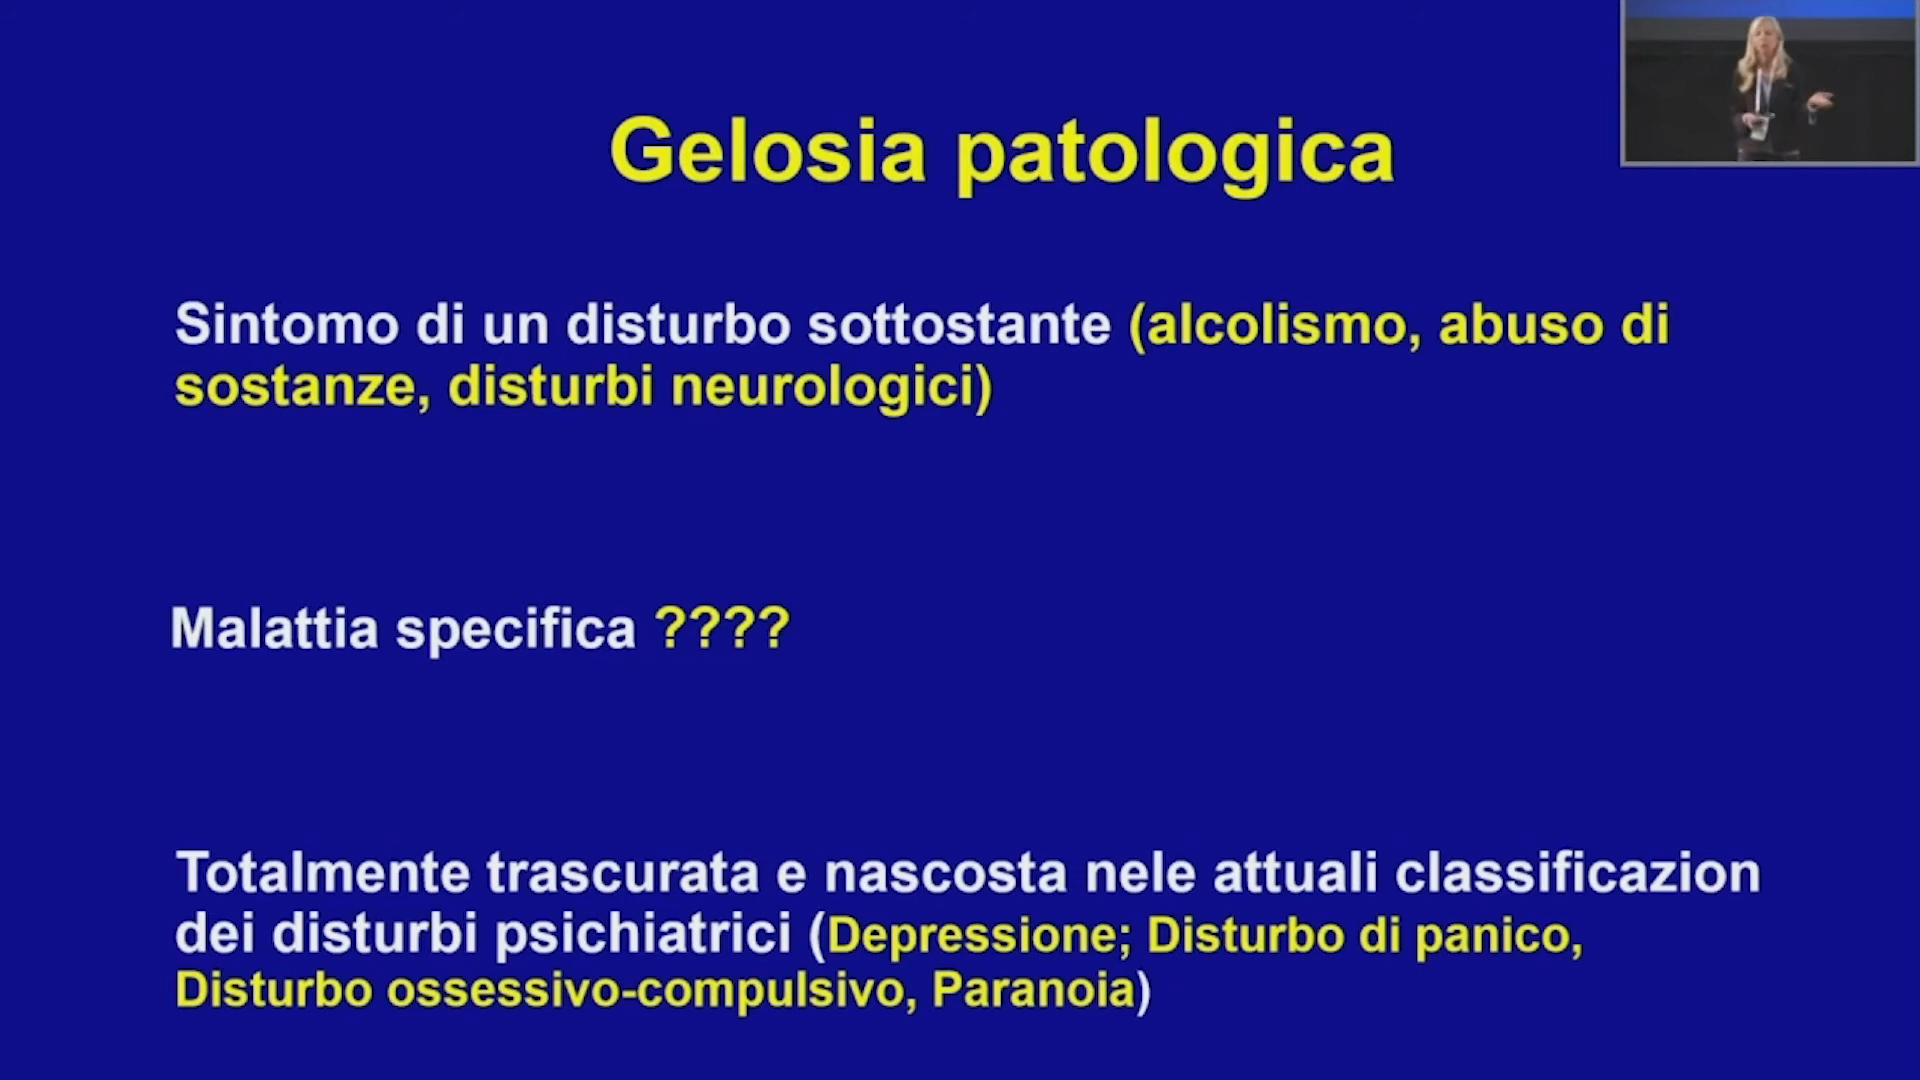 Gelosia patologica
Sintomo di un disturbo sottostante (alcolismo, abuso di
sostanze, disturbi neurologici)
Malattia specifica ????
Totalmente trascurata e nascosta nele attuali classificazion
dei disturbi psichiatrici (Depressione; Disturbo di panico,
Disturbo ossessivo-compulsivo, Paranoia)